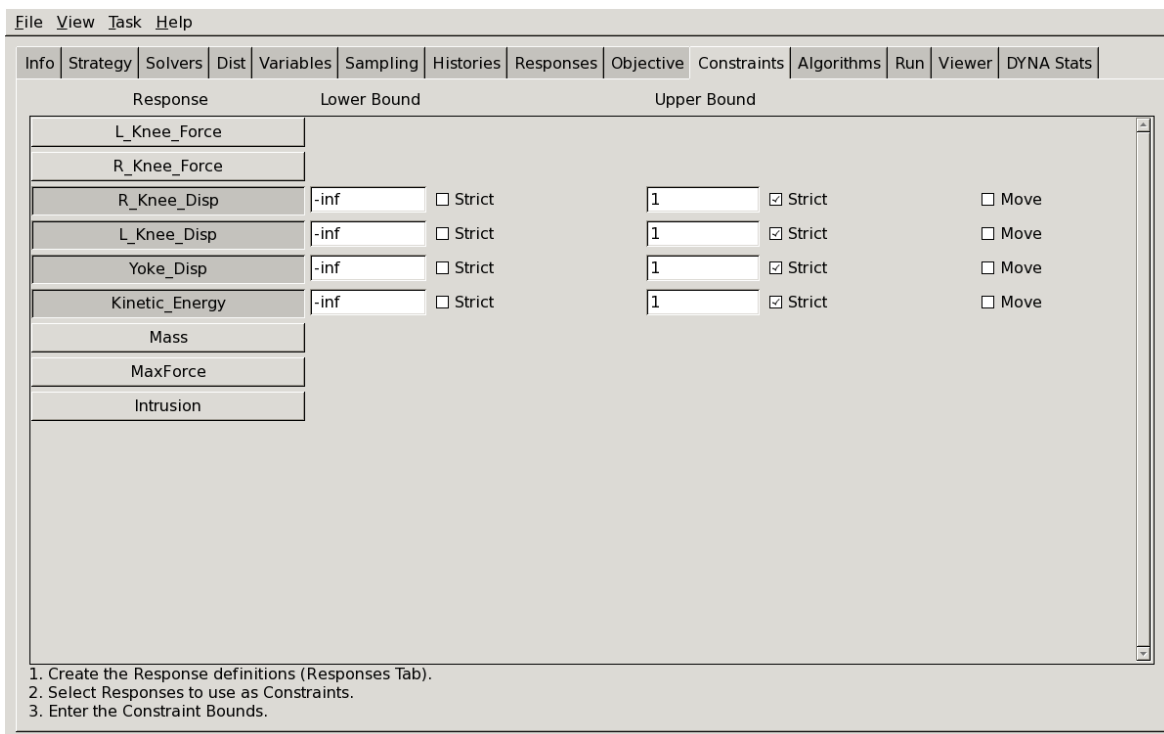 File View Task Help
Info Strategy Solvers Dist Variables Sampling Histories Responses Objective Constraints Algorithms Run Viewer DYNA Stats
Response Lower Bound Upper Bound
L_Knee_Force
R_Knee_Force
R_Knee_Disp -inf Strict 1 Strict Move
L_Knee_Disp -inf Strict 1 Strict Move
Yoke_Disp -inf Strict 1 Strict Move
Kinetic_Energy -inf Strict 1 Strict Move
Mass
MaxForce
Intrusion
1. Create the Response definitions (Responses Tab).
2. Select Responses to use as Constraints.
3. Enter the Constraint Bounds.